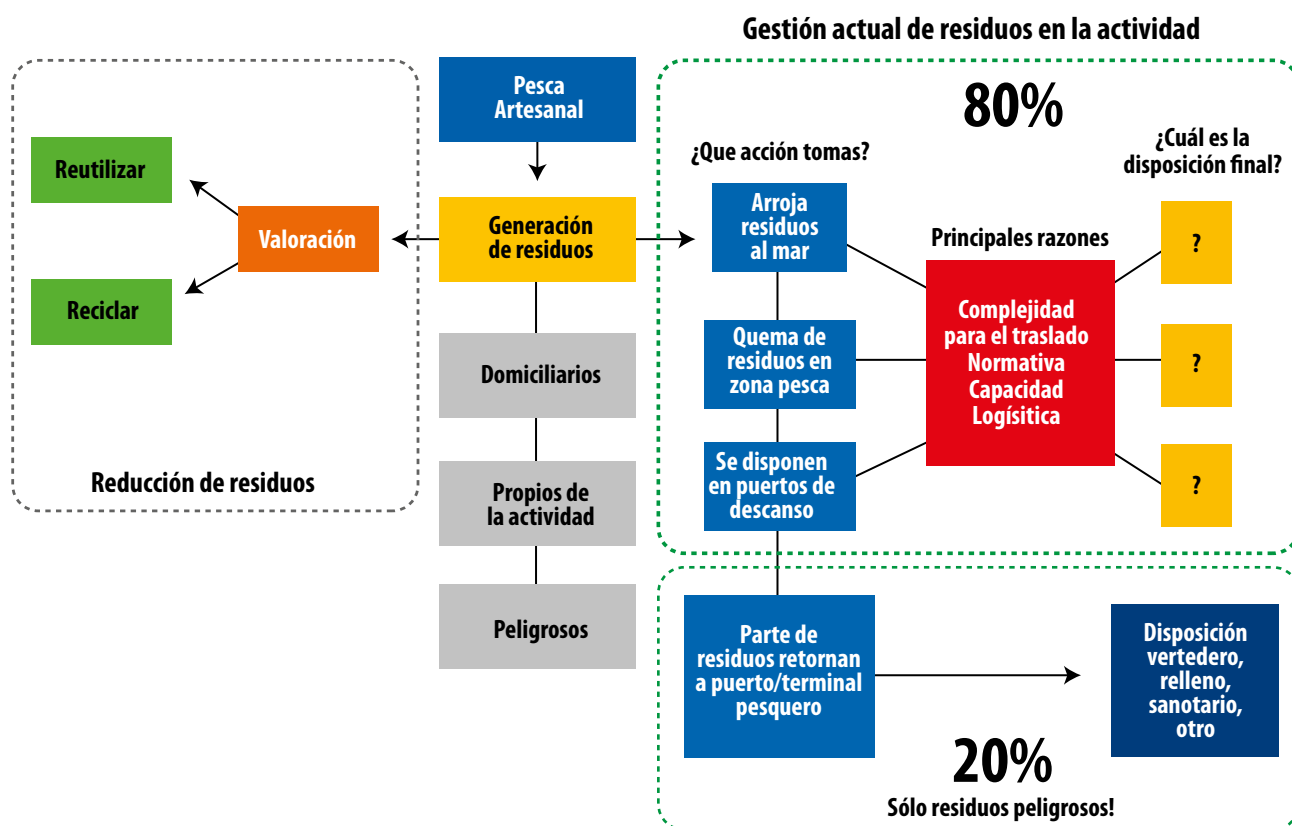 Gestión actual de residuos en la actividad
Pesca
Artesanal
Reutilizar
Valoración
Reciclar
Reducción de residuos
Generación
de residuos
Domiciliarios
Propios de
la actividad
Peligrosos
80%
¿Que acción tomas?
Arroja
residuos
al mar
Quema de
residuos en
zona pesca
Se disponen
en puertos de
descanso
Principales razones
Complejidad
para el traslado
Normativa
Capacidad
Logísitica
¿Cuál es la
disposición final?
?
?
?
Parte de
residuos retornan
a puerto/terminal
pesquero
Disposición
vertedero,
relleno,
sanotario,
otro
20%
Sólo residuos peligrosos!